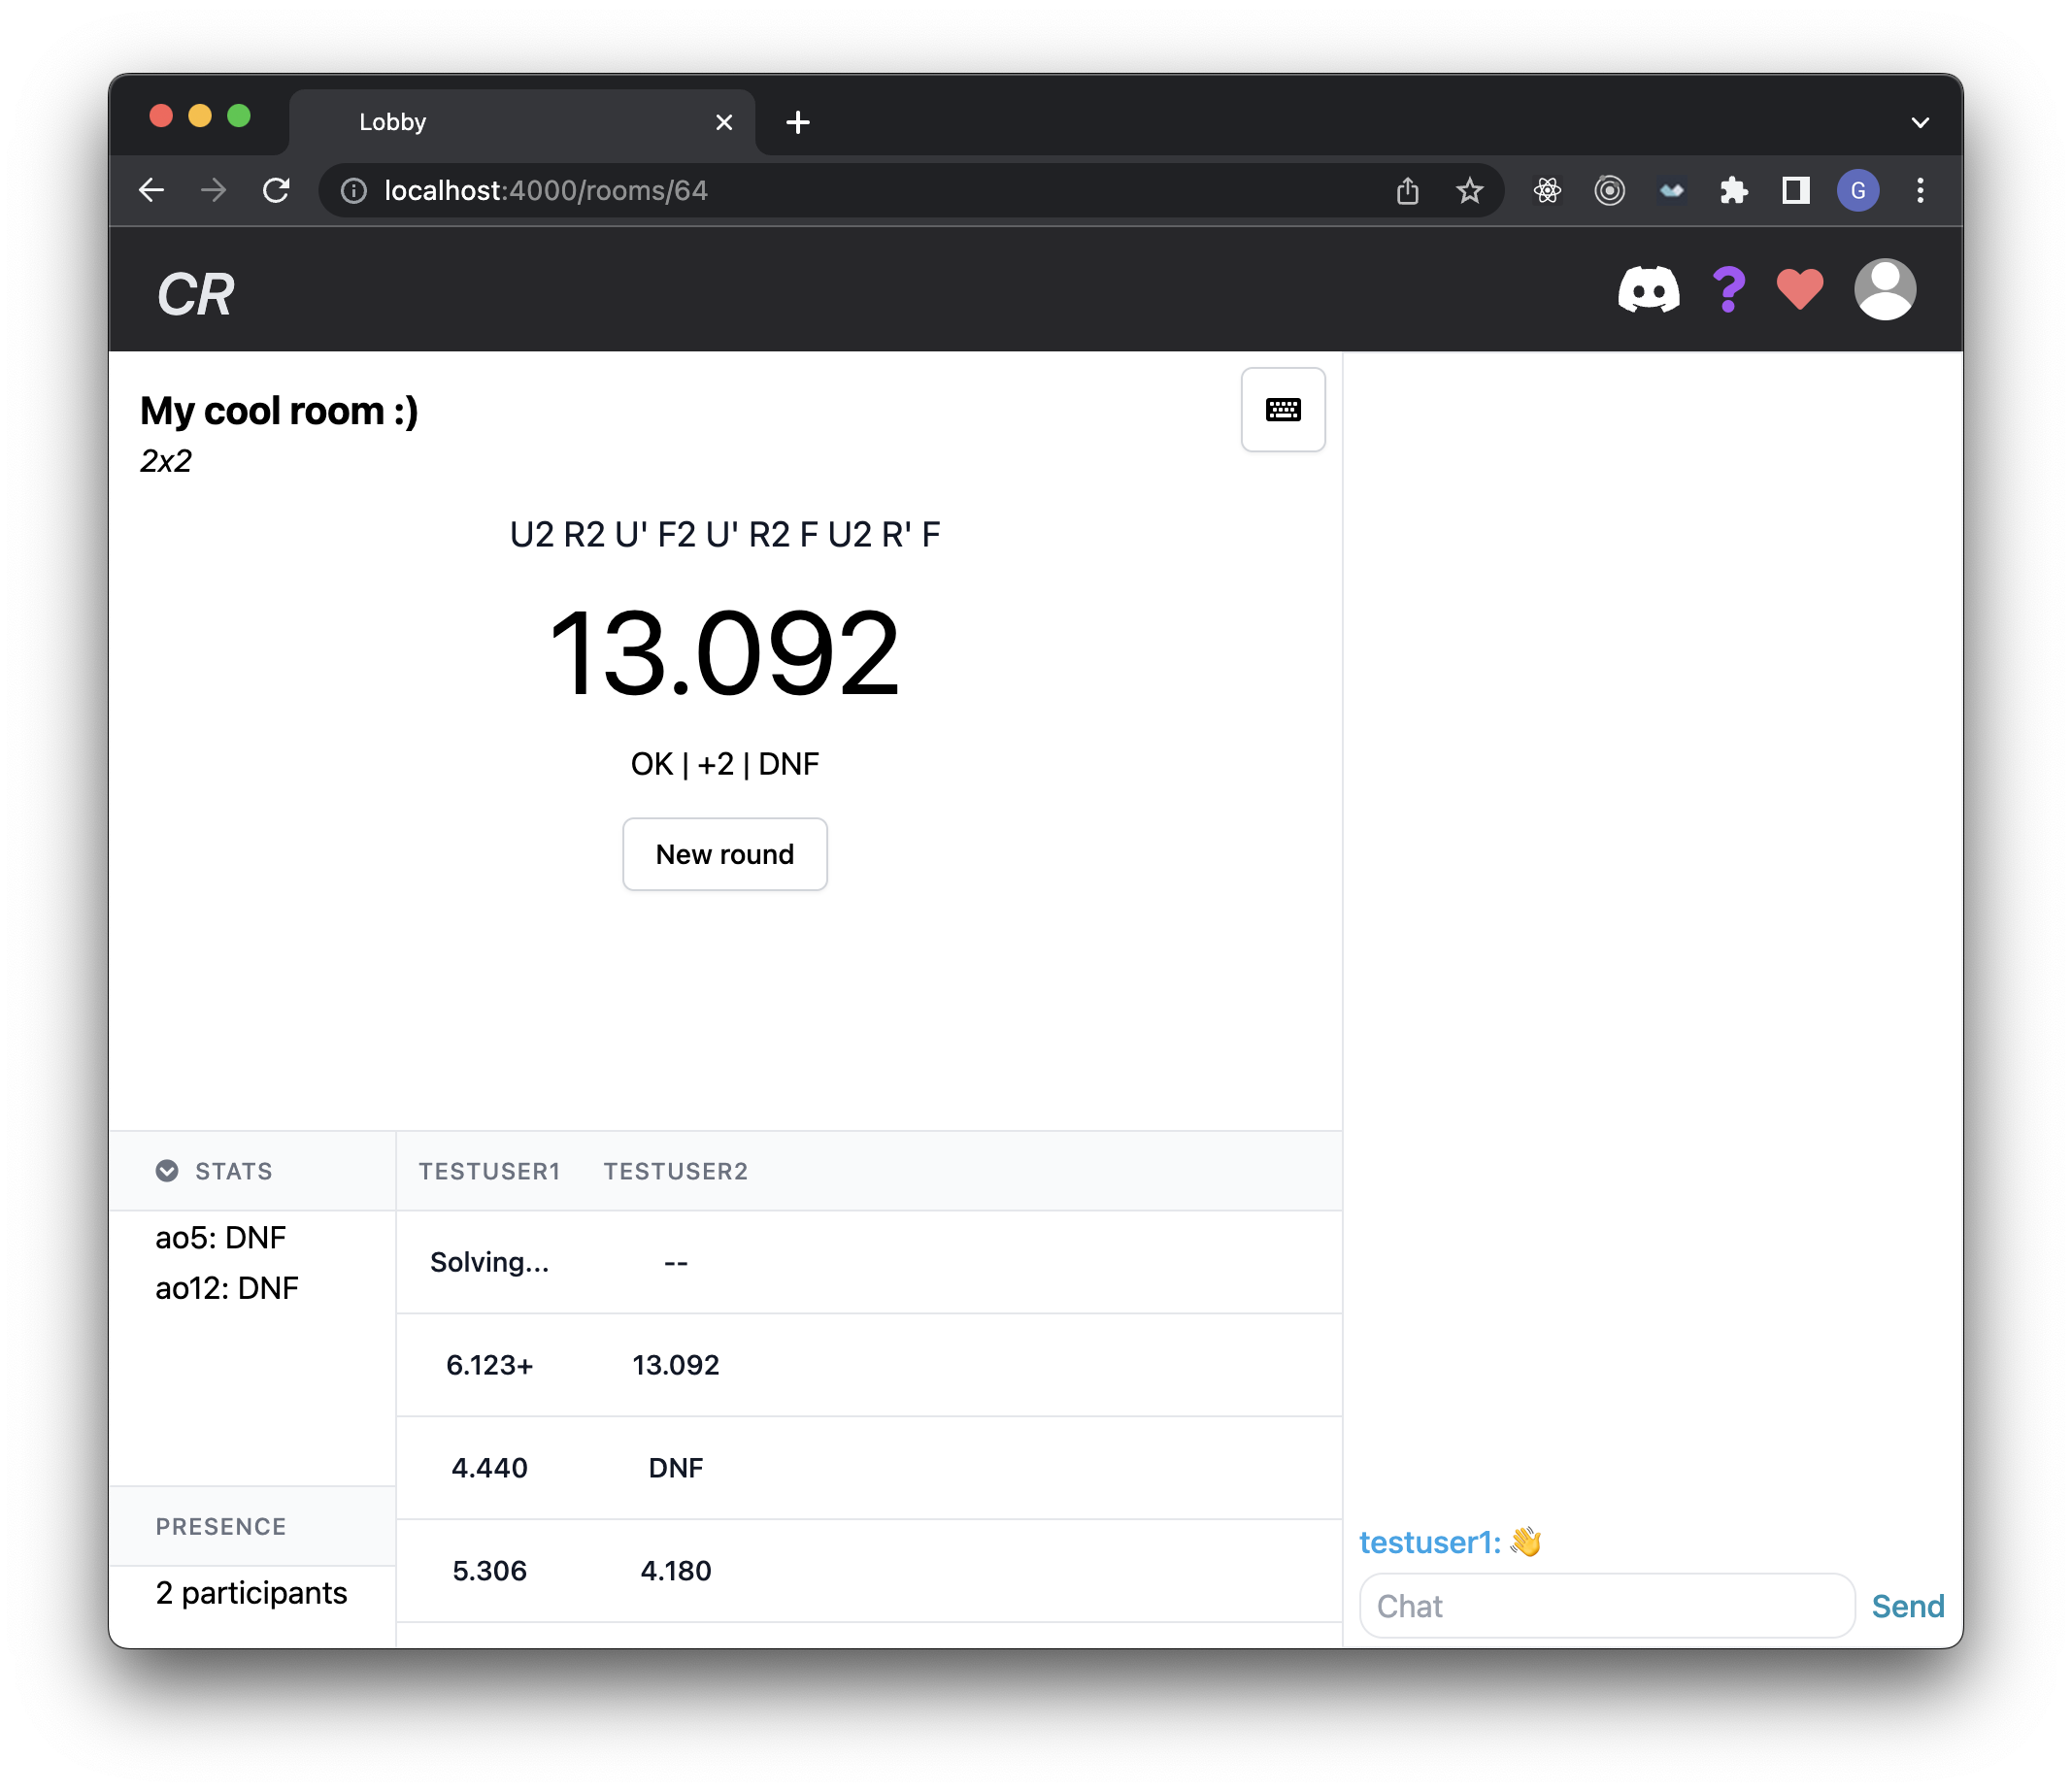 Lobby
localhost:4000/rooms/64
G
CR
My cool room :)
2x2
U2 R2 U' F2 U' R2 F U2 R' F
13.092
OK | +2 | DNF
New round
STATS
ao5: DNF
ao12: DNF
PRESENCE
2 participants
TESTUSER1 TESTUSER2
Solving... --
6.123+ 13.092
4.440 DNF
5.306 4.180
testuser1: 👋
Chat
Send